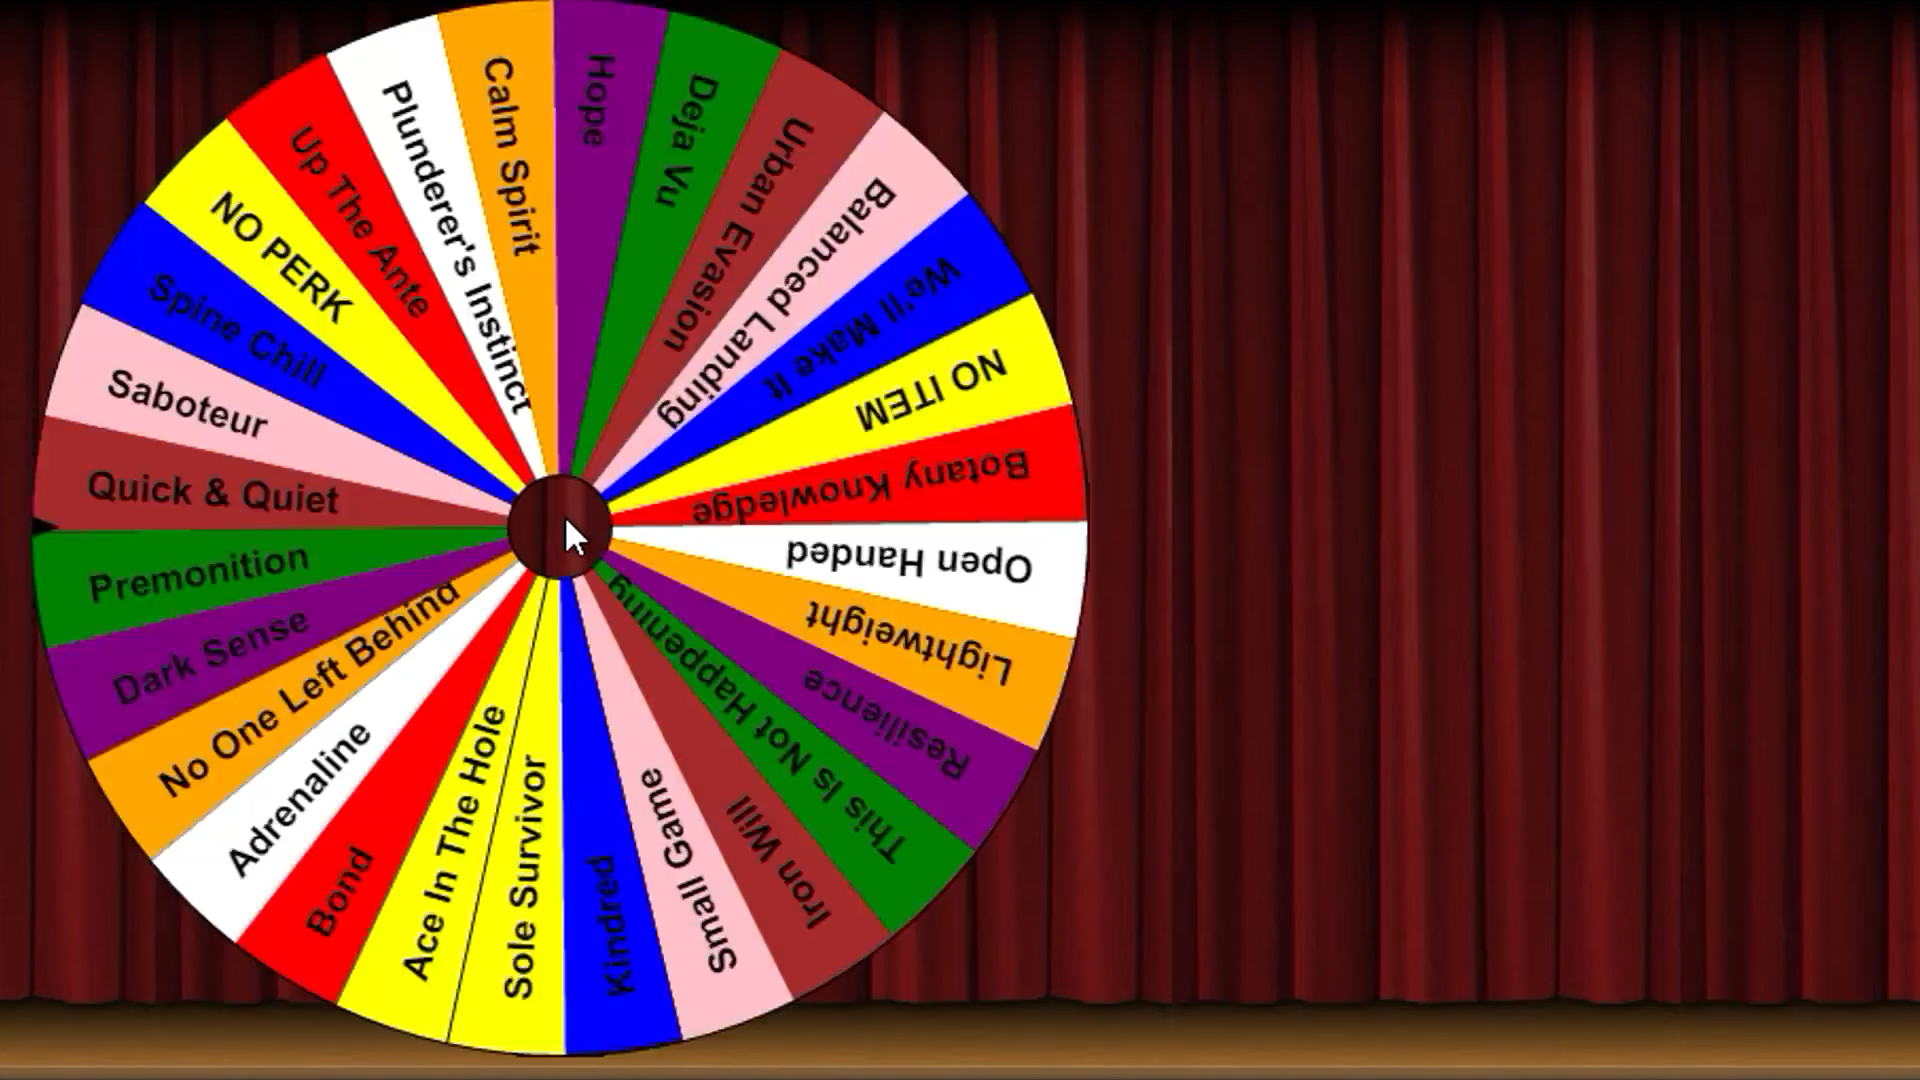 Hope
Deja Vu
Urban Evasion
Balanced Landing
We'll Make It
NO ITEM
Botany Knowledge
Open Handed
Lightweight
Resilience
This Is Not Happening
Iron Will
Small Game
Kindred
Sole Survivor
Ace In The Hole
Bond
Adrenaline
No One Left Behind
Dark Sense
Premonition
Quick & Quiet
Saboteur
Spine Chill
NO PERK
Up The Ante
Plunderer's Instinct
Calm Spirit